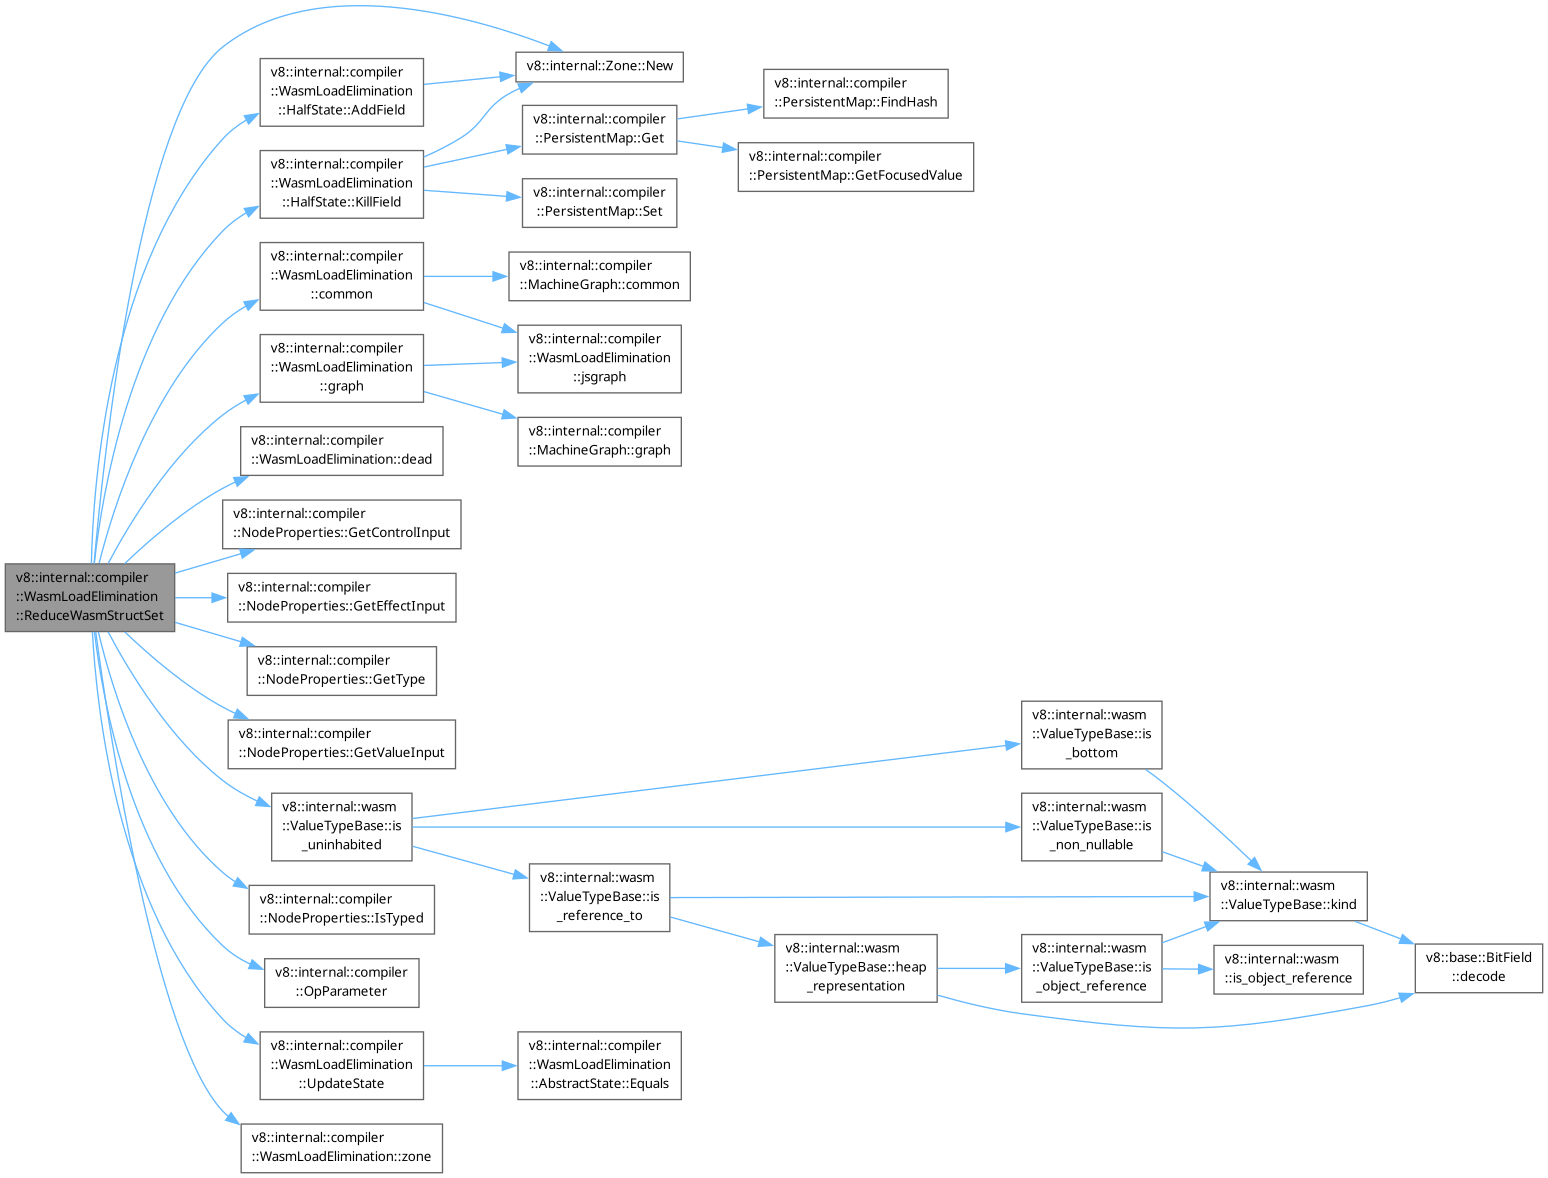 v8::internal::compiler
::WasmLoadElimination
::ReduceWasmStructSet
v8::internal::Zone::New
v8::internal::compiler
::WasmLoadElimination
::HalfState::AddField
v8::internal::compiler
::WasmLoadElimination
::HalfState::KillField
v8::internal::compiler
::PersistentMap::Get
v8::internal::compiler
::PersistentMap::FindHash
v8::internal::compiler
::PersistentMap::GetFocusedValue
v8::internal::compiler
::PersistentMap::Set
v8::internal::compiler
::WasmLoadElimination
::common
v8::internal::compiler
::MachineGraph::common
v8::internal::compiler
::WasmLoadElimination
::jsgraph
v8::internal::compiler
::WasmLoadElimination
::graph
v8::internal::compiler
::MachineGraph::graph
v8::internal::compiler
::WasmLoadElimination::dead
v8::internal::compiler
::NodeProperties::GetControlInput
v8::internal::compiler
::NodeProperties::GetEffectInput
v8::internal::compiler
::NodeProperties::GetType
v8::internal::compiler
::NodeProperties::GetValueInput
v8::internal::wasm
::ValueTypeBase::is
_uninhabited
v8::internal::wasm
::ValueTypeBase::is
_bottom
v8::internal::wasm
::ValueTypeBase::is
_non_nullable
v8::internal::wasm
::ValueTypeBase::is
_reference_to
v8::internal::wasm
::ValueTypeBase::kind
v8::internal::wasm
::ValueTypeBase::heap
_representation
v8::internal::wasm
::ValueTypeBase::is
_object_reference
v8::internal::wasm
::is_object_reference
v8::base::BitField
::decode
v8::internal::compiler
::NodeProperties::IsTyped
v8::internal::compiler
::OpParameter
v8::internal::compiler
::WasmLoadElimination
::UpdateState
v8::internal::compiler
::WasmLoadElimination
::AbstractState::Equals
v8::internal::compiler
::WasmLoadElimination::zone